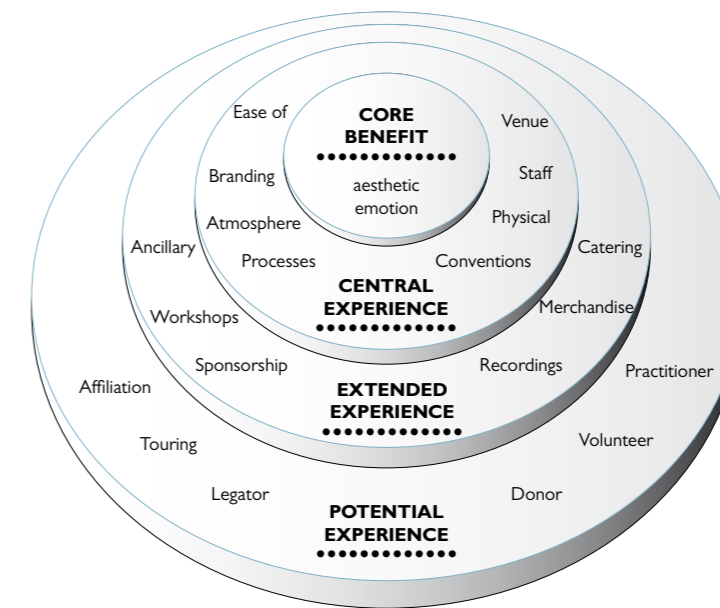 Ease of
CORE
BENEFIT
Venue
aesthetic
emotion
Branding
Staff
Atmosphere
Physical
Ancillary
Processes
Conventions
Catering
CENTRAL
EXPERIENCE
Workshops
Merchandise
Sponsorship
Recordings
Affiliation
EXTENDED
EXPERIENCE
Practitioner
Touring
Volunteer
Legator
Donor
POTENTIAL
EXPERIENCE